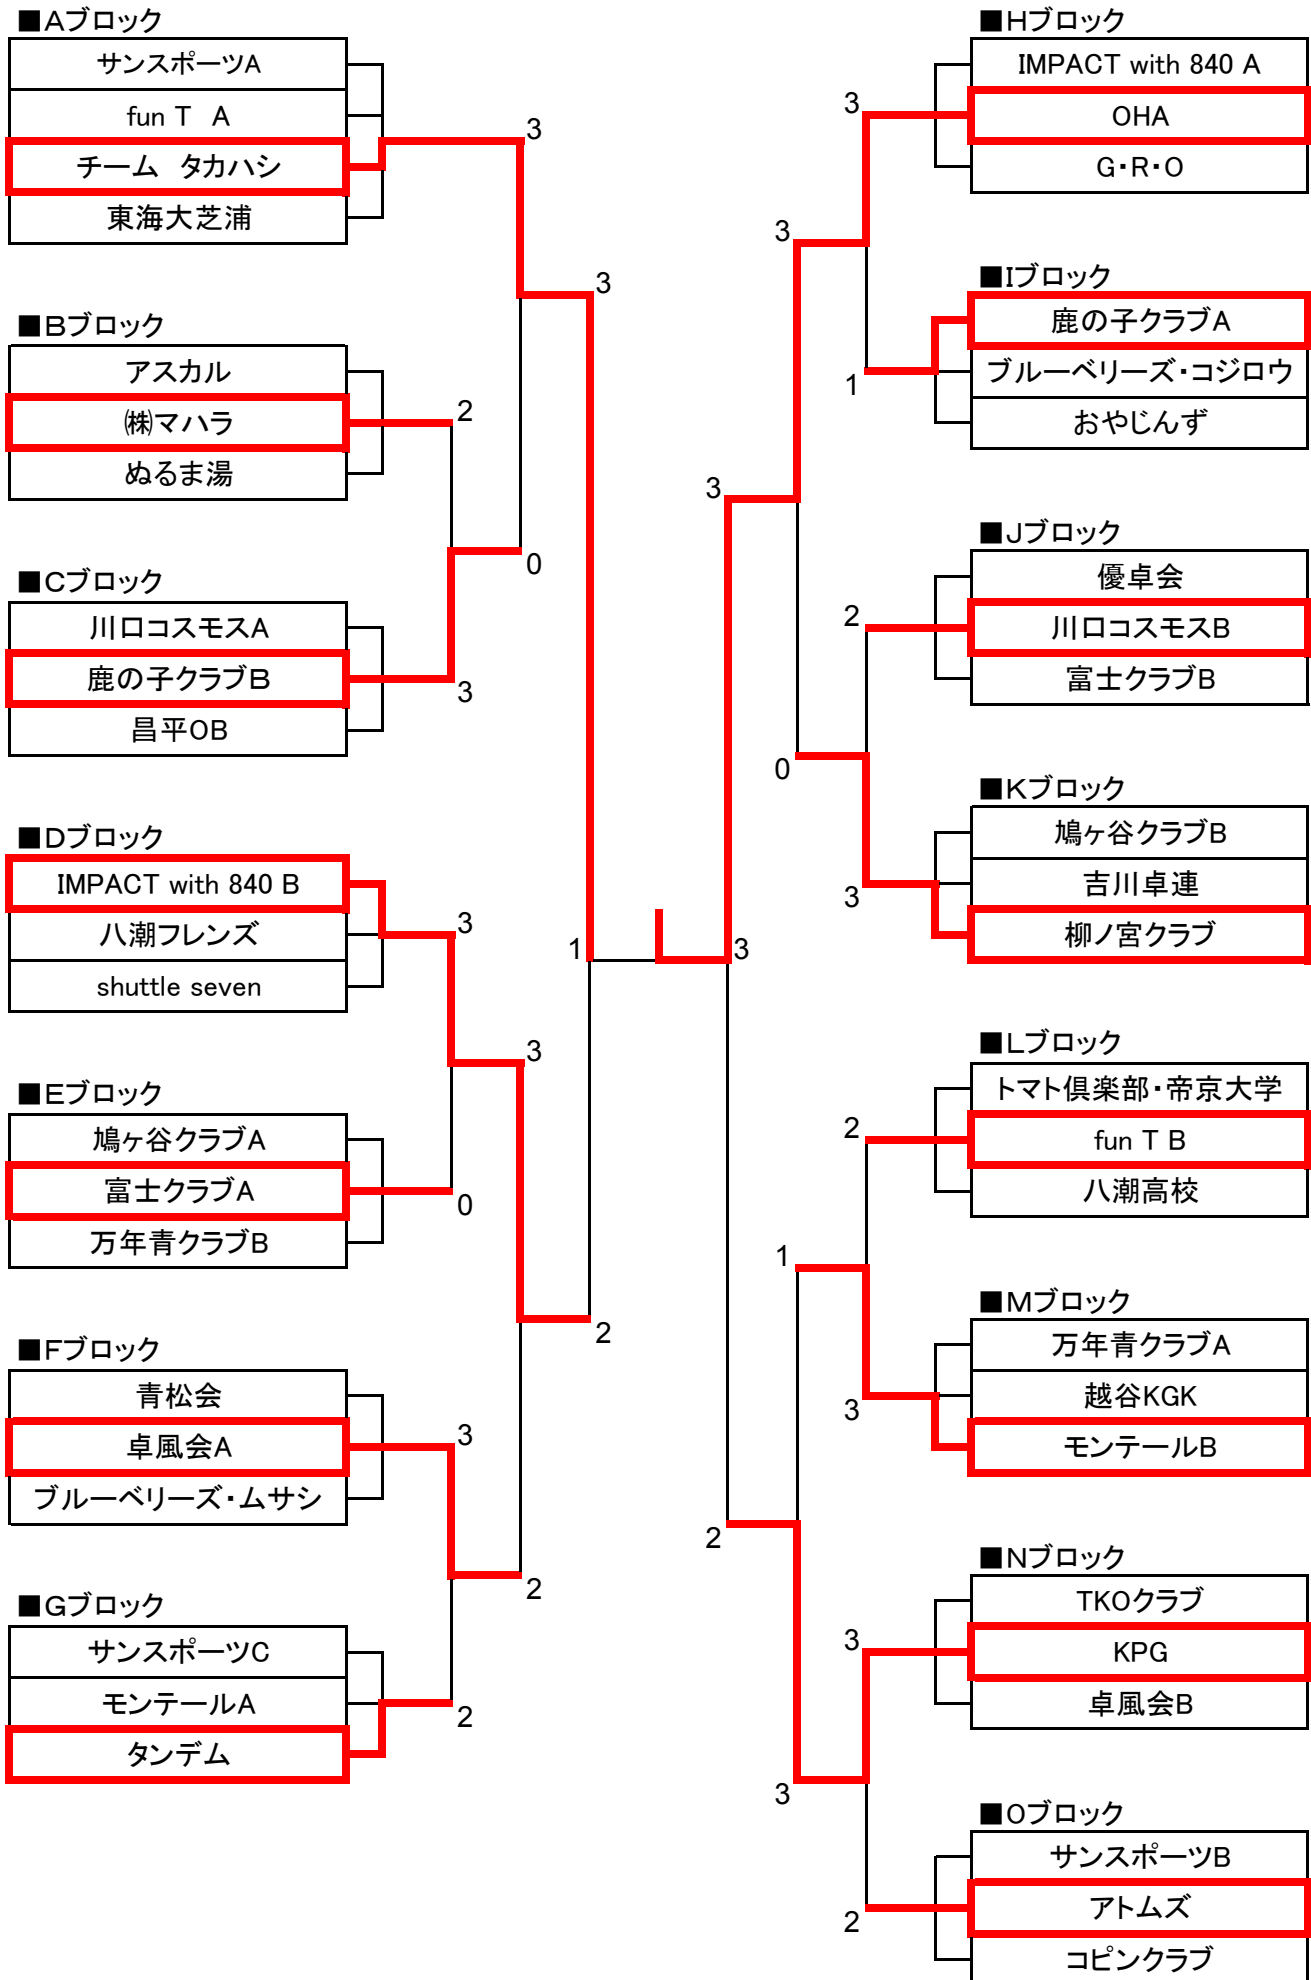 ■Aブロック
サンスポーツA
fun T　A
チーム　タカハシ
東海大芝浦
3
■Bブロック
アスカル
㈱マハラ
ぬるま湯
2
3
0
■Cブロック
川口コスモスA
鹿の子クラブB
昌平OB
3
■Dブロック
IMPACT with 840 B
八潮フレンズ
shuttle seven
3
1
3
■Eブロック
鳩ヶ谷クラブA
富士クラブA
万年青クラブB
0
2
■Fブロック
青松会
卓風会A
ブルーベリーズ・ムサシ
3
2
■Gブロック
サンスポーツC
モンテールA
タンデム
2
■Hブロック
IMPACT with 840 A
OHA
G・R・O
3
3
■Iブロック
鹿の子クラブA
ブルーベリーズ・コジロウ
おやじんず
1
3
■Jブロック
優卓会
川口コスモスB
富士クラブB
2
0
■Kブロック
鳩ヶ谷クラブB
吉川卓連
柳ノ宮クラブ
3
3
■Lブロック
トマト倶楽部・帝京大学
fun T B
八潮高校
2
1
■Mブロック
万年青クラブA
越谷KGK
モンテールB
3
2
■Nブロック
TKOクラブ
KPG
卓風会B
3
3
■Oブロック
サンスポーツB
アトムズ
コピンクラブ
2